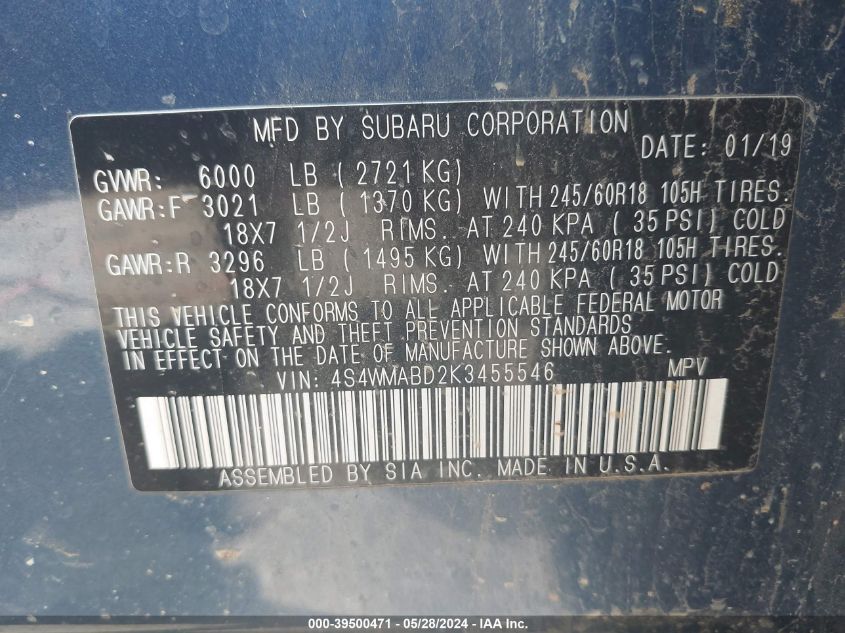 MFD BY SUBARU CORPORATION
DATE: 01/19
GVWR: 6000 LB ( 2721 KG)
GAWR:F 3021 LB ( 1370 KG) WITH 245/60R18 105H TIRES.
18X7 1/2J RIMS. AT 240 KPA ( 35 PSI) COLD
GAWR:R 3296 LB ( 1495 KG) WITH 245/60R18 105H TIRES.
18X7 1/2J RIMS. AT 240 KPA ( 35 PSI) COLD
THIS VEHICLE CONFORMS TO ALL APPLICABLE FEDERAL MOTOR
VEHICLE SAFETY AND THEFT PREVENTION STANDARDS
IN EFFECT ON THE DATE OF MANUFACTURE SHOWN ABOVE.
VIN: 4S4WMABD2K3455546 MPV
ASSEMBLED BY SIA INC. MADE IN U.S.A.
000-39500471 - 05/28/2024 - IAA Inc.